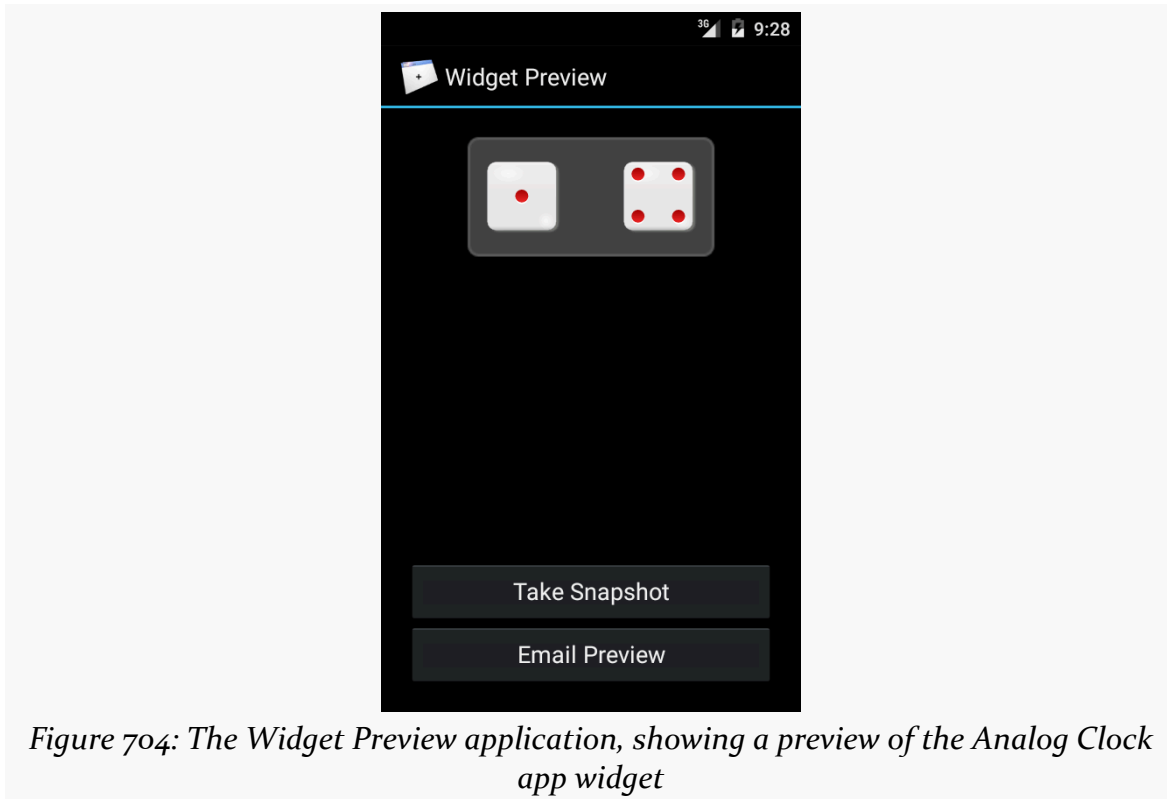 3G 9:28
Widget Preview
Take Snapshot
Email Preview
Figure 704: The Widget Preview application, showing a preview of the Analog Clock
app widget